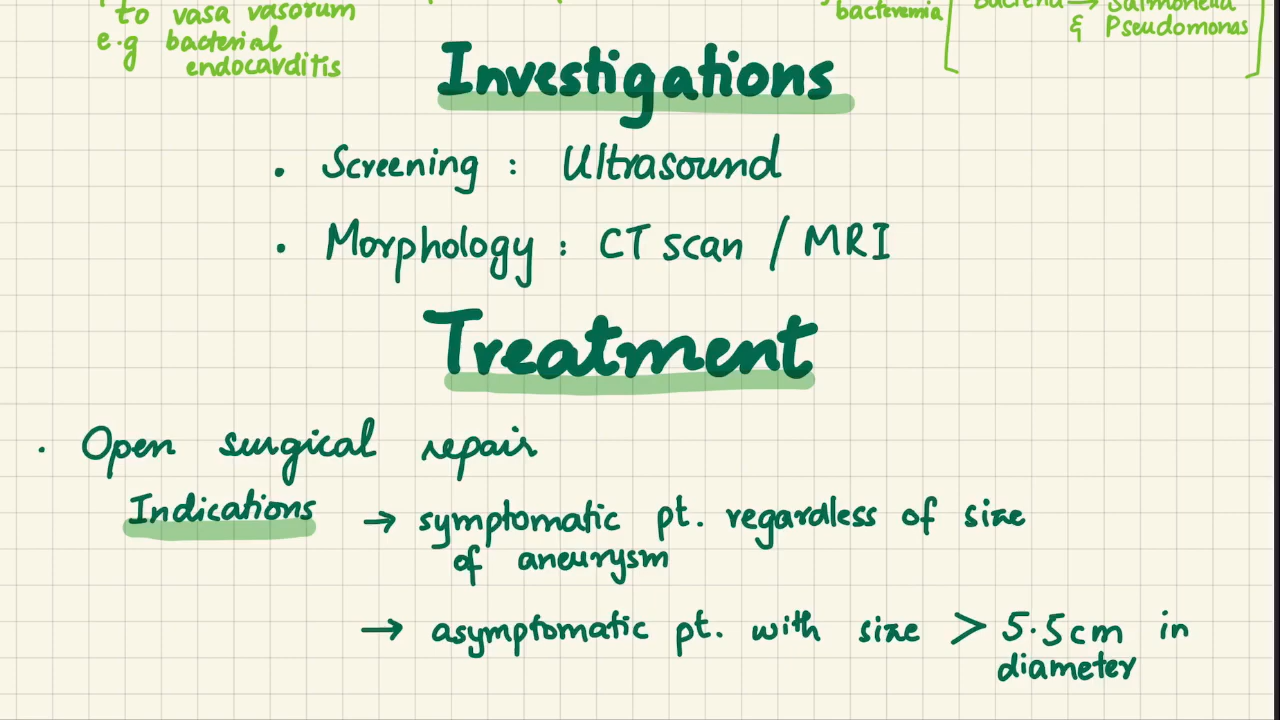 to vasa vasorum
e.g bacterial
endocarditis
bacteremia
Salmonella
& Pseudomonas
Investigations
• Screening : Ultrasound
• Morphology : CT scan / MRI
Treatment
• Open surgical repair
Indications → symptomatic pt. regardless of size
of aneurysm
→ asymptomatic pt. with size > 5.5cm in
diameter